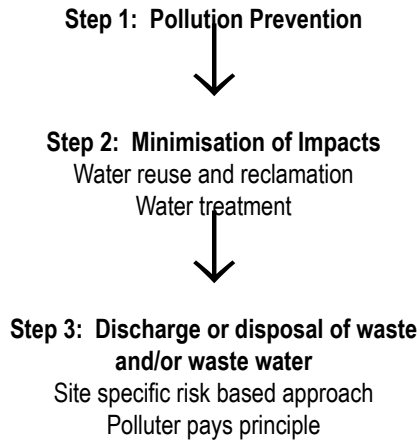 Step 1: Pollution Prevention
Step 2: Minimisation of Impacts
Water reuse and reclamation
Water treatment
Step 3: Discharge or disposal of waste
and/or waste water
Site specific risk based approach
Polluter pays principle